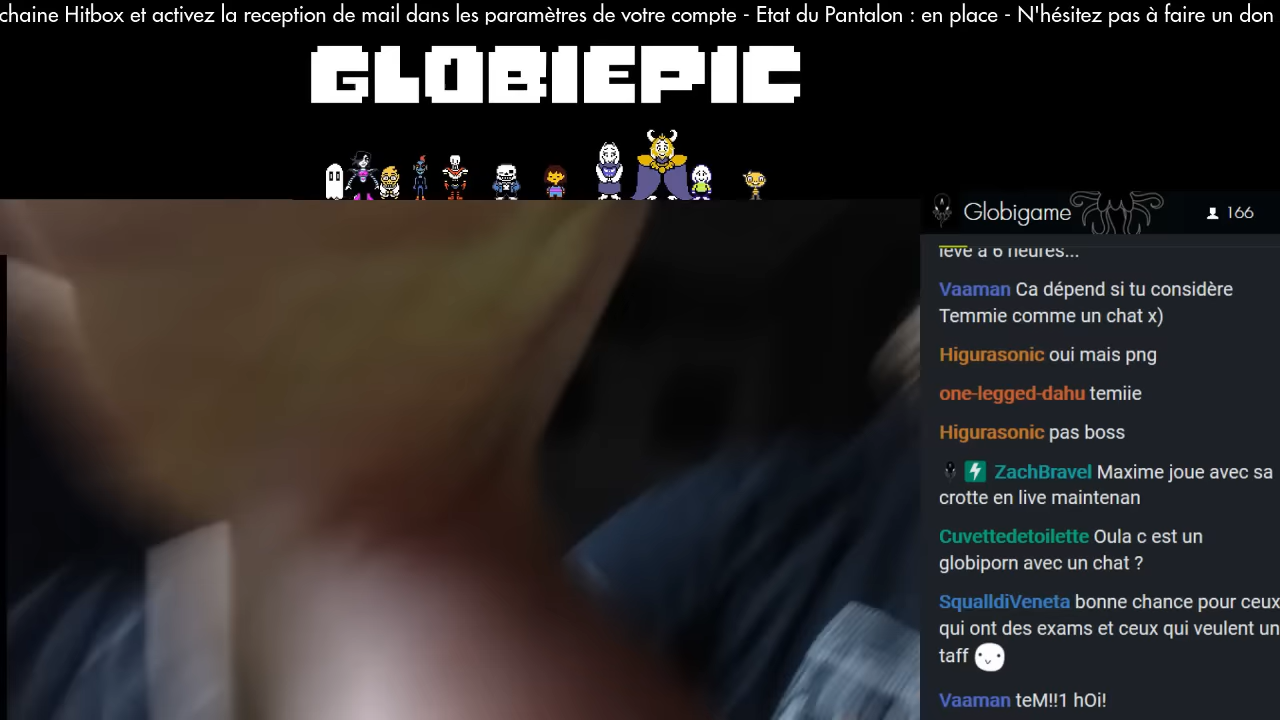 chaine Hitbox et activez la reception de mail dans les paramètres de votre compte - Etat du Pantalon : en place - N'hésitez pas à faire un don
GLOBIEPIC
Globigame
166
levé à 6 heures...
Vaaman Ca dépend si tu considère
Temmie comme un chat x)
Higurasonic oui mais png
one-legged-dahu temiie
Higurasonic pas boss
ZachBravel Maxime joue avec sa
crotte en live maintenan
Cuvettedetoilette Oula c est un
globiporn avec un chat ?
SqualldiVeneta bonne chance pour ceux
qui ont des exams et ceux qui veulent un
taff
Vaaman teM!!1 hOi!